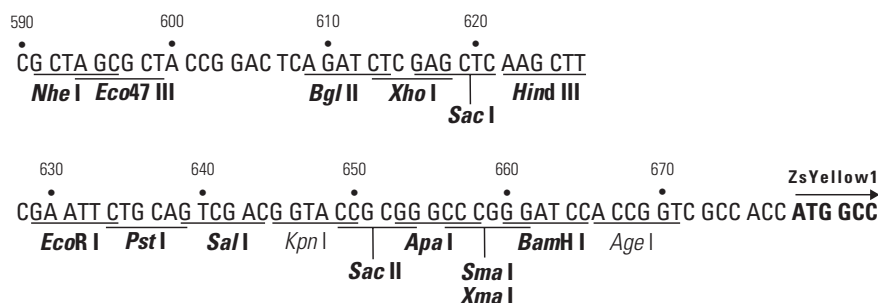 590 600 610 620
CG CTA GCG CTA CCG GAC TCA GAT CTC GAG CTC AAG CTT
Nhe I Eco47 III Bgl II Xho I Hind III
Sac I
630 640 650 660 670
ZsYellow1
CGA ATT CTG CAG TCG ACG GTA CCG CGG GCC CGG GAT CCA CCG GTC GCC ACC ATG GCC
EcoR I Pst I Sal I Kpn I Apa I BamH I Age I
Sac II Sma I
Xma I